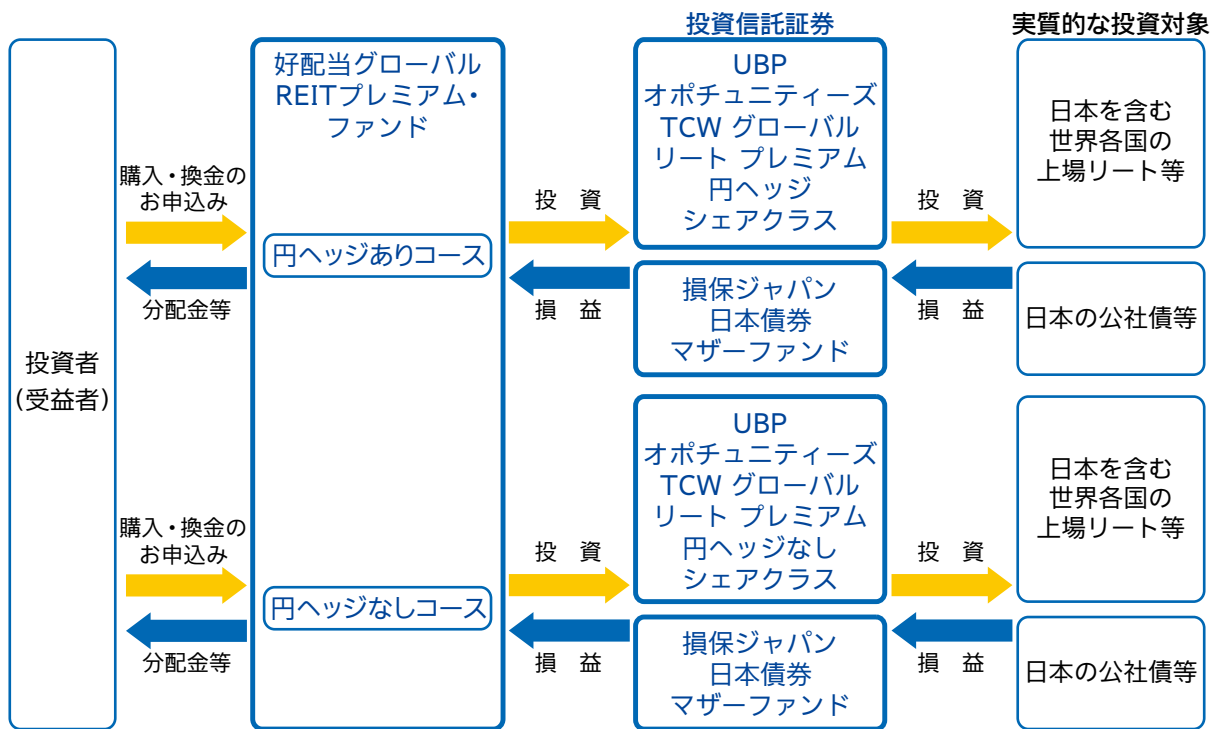 投資信託証券
実質的な投資対象
投資者
(受益者)
購入・換金の
お申込み
分配金等
好配当グローバル
REITプレミアム・
ファンド
円ヘッジありコース
投 資
損 益
UBP
オポチュニティーズ
TCW グローバル
リート プレミアム
円ヘッジ
シェアクラス
損保ジャパン
日本債券
マザーファンド
投 資
損 益
日本を含む
世界各国の
上場リート等
日本の公社債等
購入・換金の
お申込み
分配金等
円ヘッジなしコース
投 資
損 益
UBP
オポチュニティーズ
TCW グローバル
リート プレミアム
円ヘッジなし
シェアクラス
損保ジャパン
日本債券
マザーファンド
投 資
損 益
日本を含む
世界各国の
上場リート等
日本の公社債等